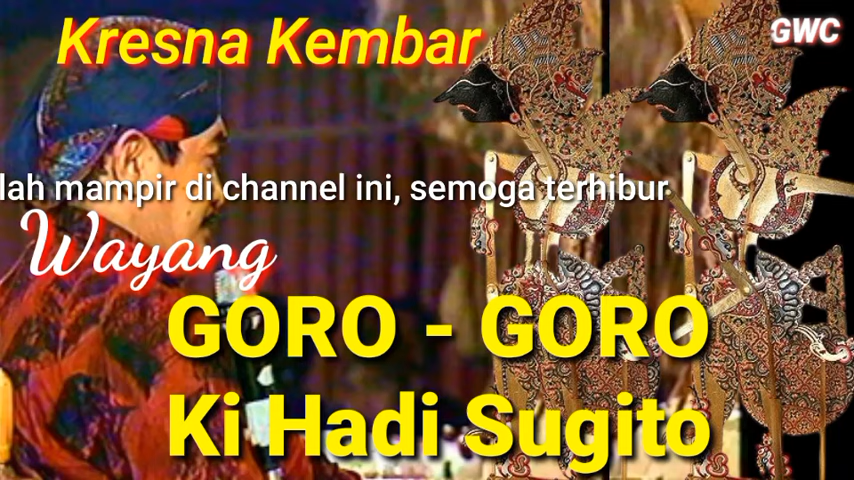 Kresna Kembar
GWC
lah mampir di channel ini, semoga terhibur
Wayang
GORO - GORO
Ki Hadi Sugito